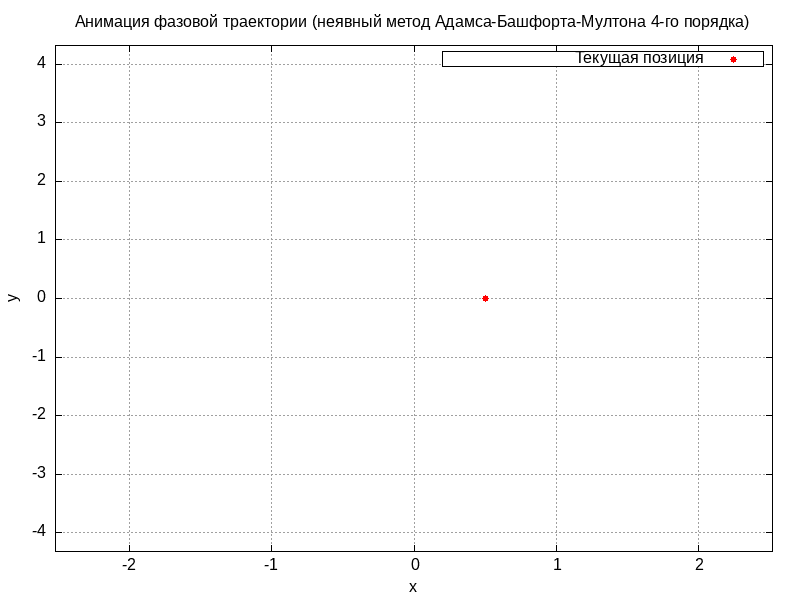 Анимация фазовой траектории (неявный метод Адамса-Башфорта-Мултона 4-го порядка)
Текущая позиция
4
3
2
1
0
-1
-2
-3
-4
y
-2 -1 0 1 2
x